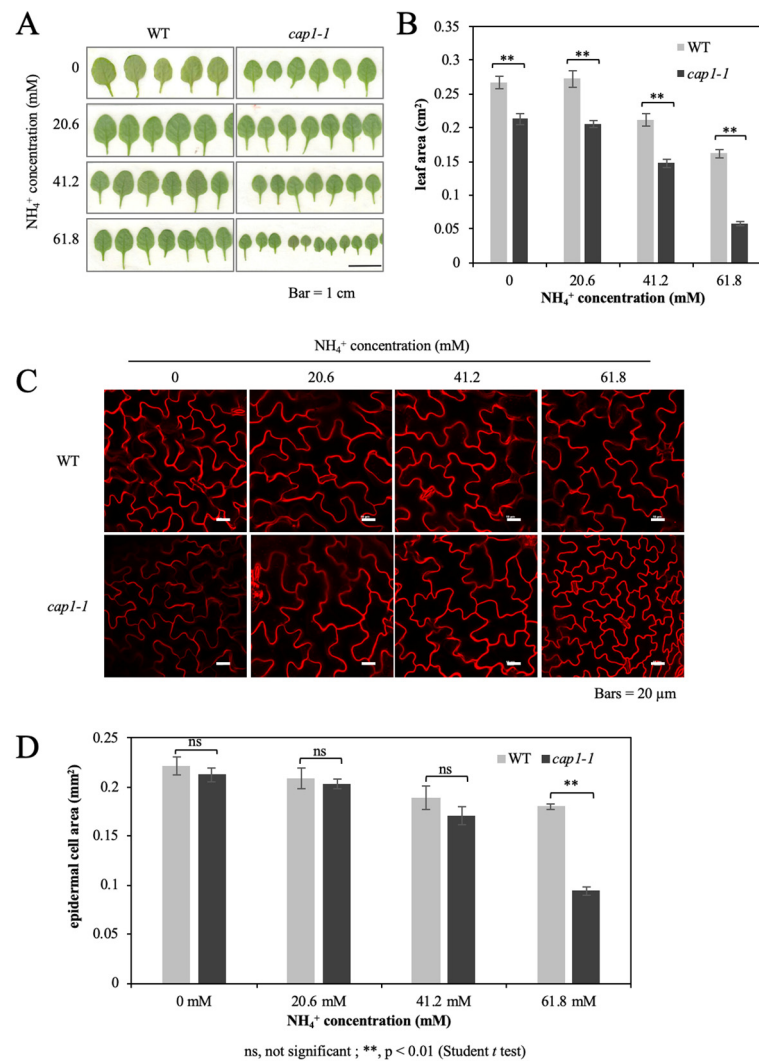 A
WT
cap1-1
NH₄⁺ concentration (mM)
0
20.6
41.2
61.8
Bar = 1 cm
B
leaf area (cm²)
0.35
0.3
0.25
0.2
0.15
0.1
0.05
0
WT
cap1-1
**
**
**
**
0
20.6
41.2
61.8
NH₄⁺ concentration (mM)
C
NH₄⁺ concentration (mM)
0
20.6
41.2
61.8
WT
cap1-1
Bars = 20 µm
D
epidermal cell area (mm²)
0.25
0.2
0.15
0.1
0.05
0
ns
ns
ns
**
WT
cap1-1
0 mM
20.6 mM
41.2 mM
61.8 mM
NH₄⁺ concentration (mM)
ns, not significant ; **, p < 0.01 (Student t test)